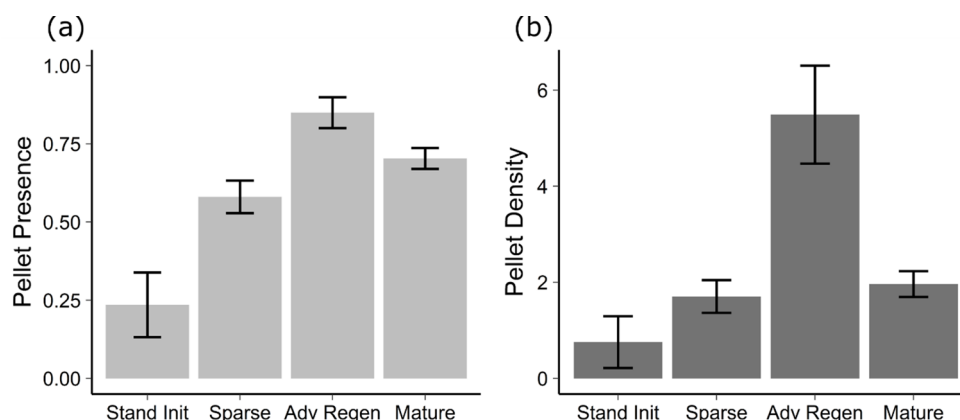 (a)
Pellet Presence
1.00
0.75
0.50
0.25
0.00
Stand Init Sparse Adv Regen Mature
(b)
Pellet Density
6
4
2
0
Stand Init Sparse Adv Regen Mature